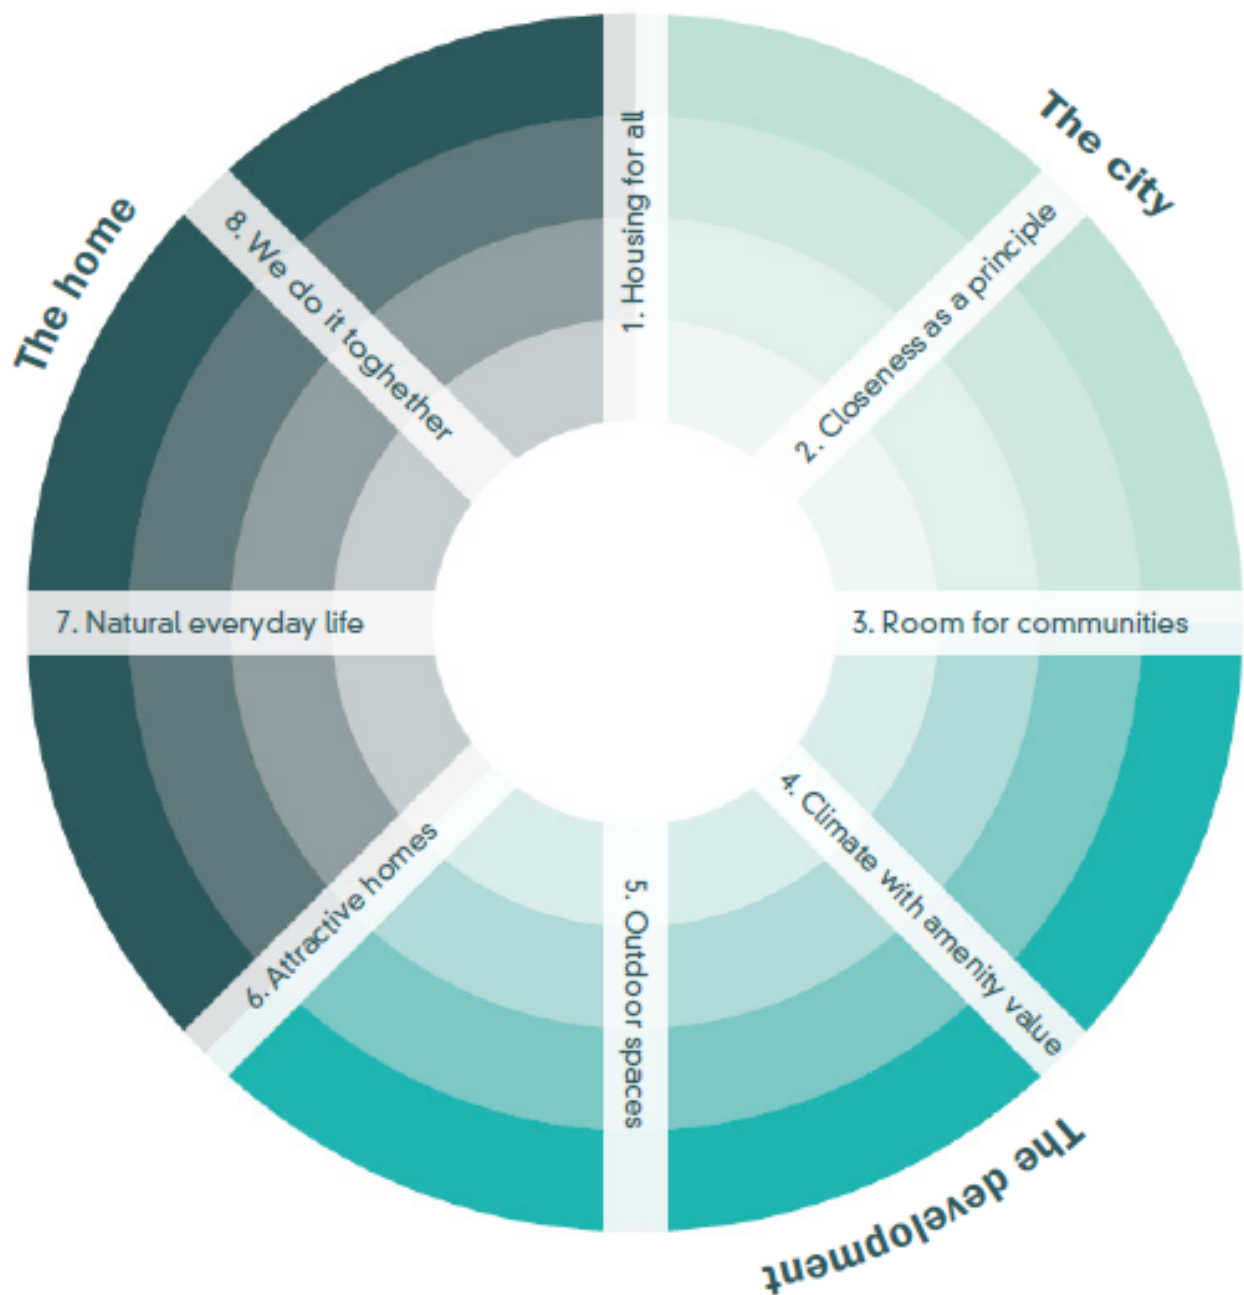 The city
The development
The home
1. Housing for all
2. Closeness as a principle
3. Room for communities
4. Climate with amenity value
5. Outdoor spaces
6. Attractive homes
7. Natural everyday life
8. We do it toghether